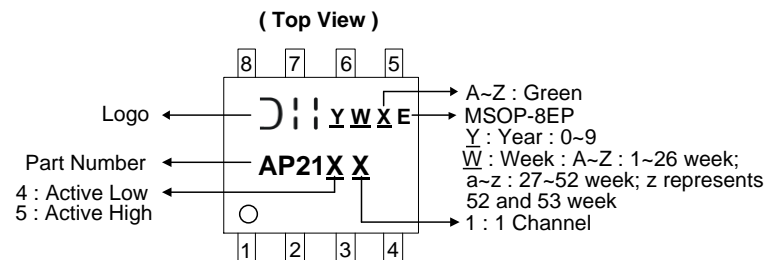 ( Top View )
8 7 6 5
Logo
Y W X E
A~Z : Green
MSOP-8EP
Y : Year : 0~9
W : Week : A~Z : 1~26 week;
a~z : 27~52 week; z represents
52 and 53 week
1 : 1 Channel
Part Number
AP21X X
4 : Active Low
5 : Active High
1 2 3 4